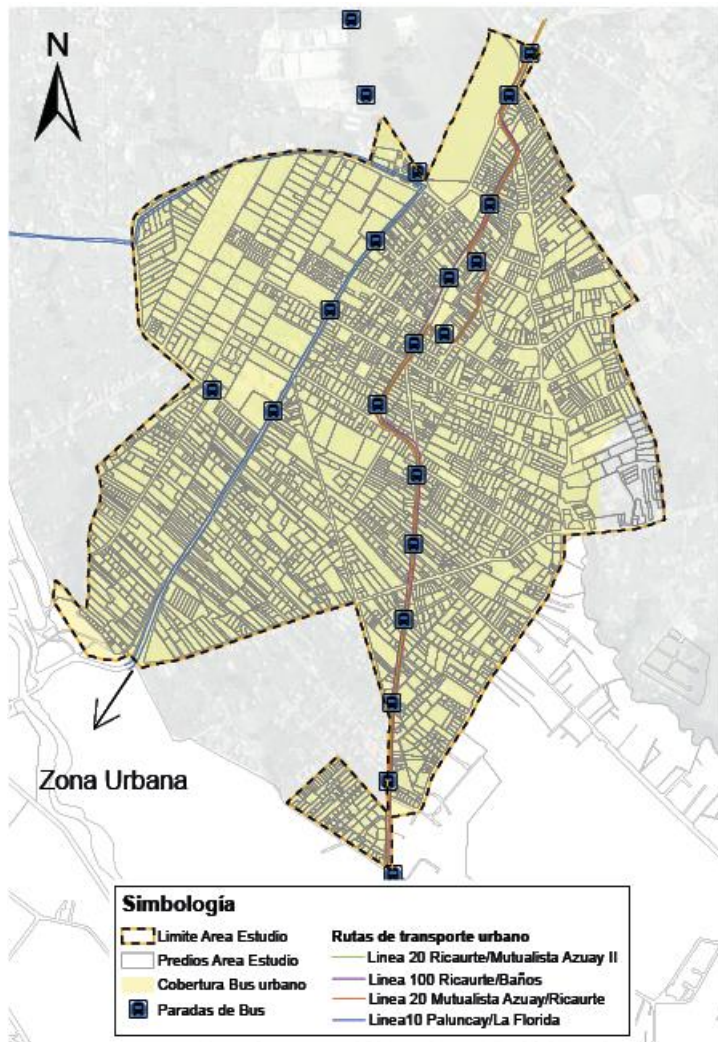 N
Zona Urbana
Simbología
Limite Area Estudio
Predios Area Estudio
Cobertura Bus urbano
Paradas de Bus
Rutas de transporte urbano
Linea 20 Ricaurte/Mutualista Azuay II
Linea 100 Ricaurte/Baños
Linea 20 Mutualista Azuay/Ricaurte
Linea10 Paluncay/La Florida